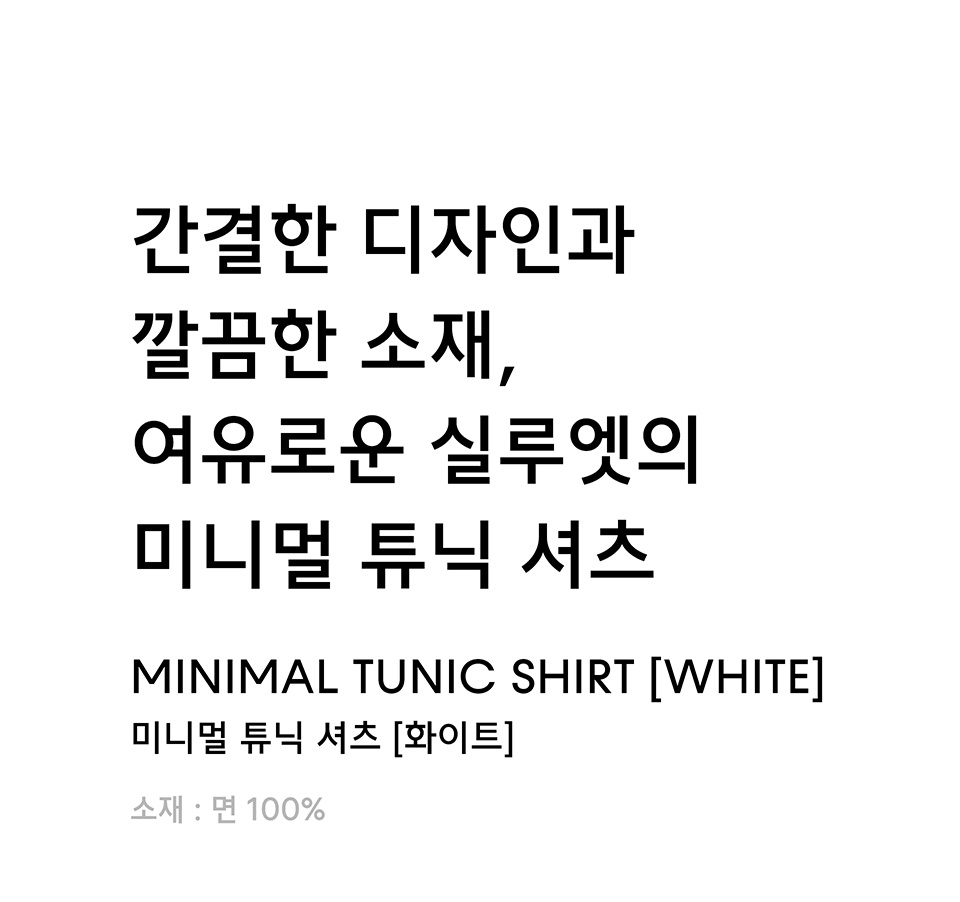 간결한 디자인과
깔끔한 소재,
여유로운 실루엣의
미니멀 튜닉 셔츠
MINIMAL TUNIC SHIRT [WHITE]
미니멀 튜닉 셔츠 [화이트]
소재 : 면 100%